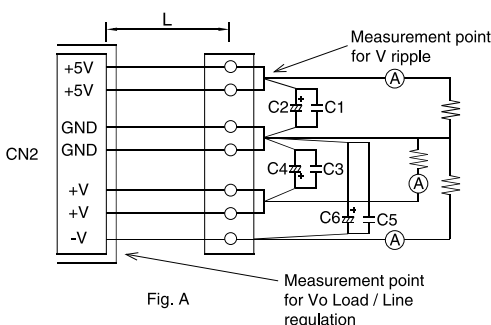 L
Measurement point
for V ripple
+5V
+5V
GND
GND
+V
+V
-V
CN2
A
C2 + C1
C4 + C3
A
C6 + C5
A
Fig. A
Measurement point
for Vo Load / Line
regulation